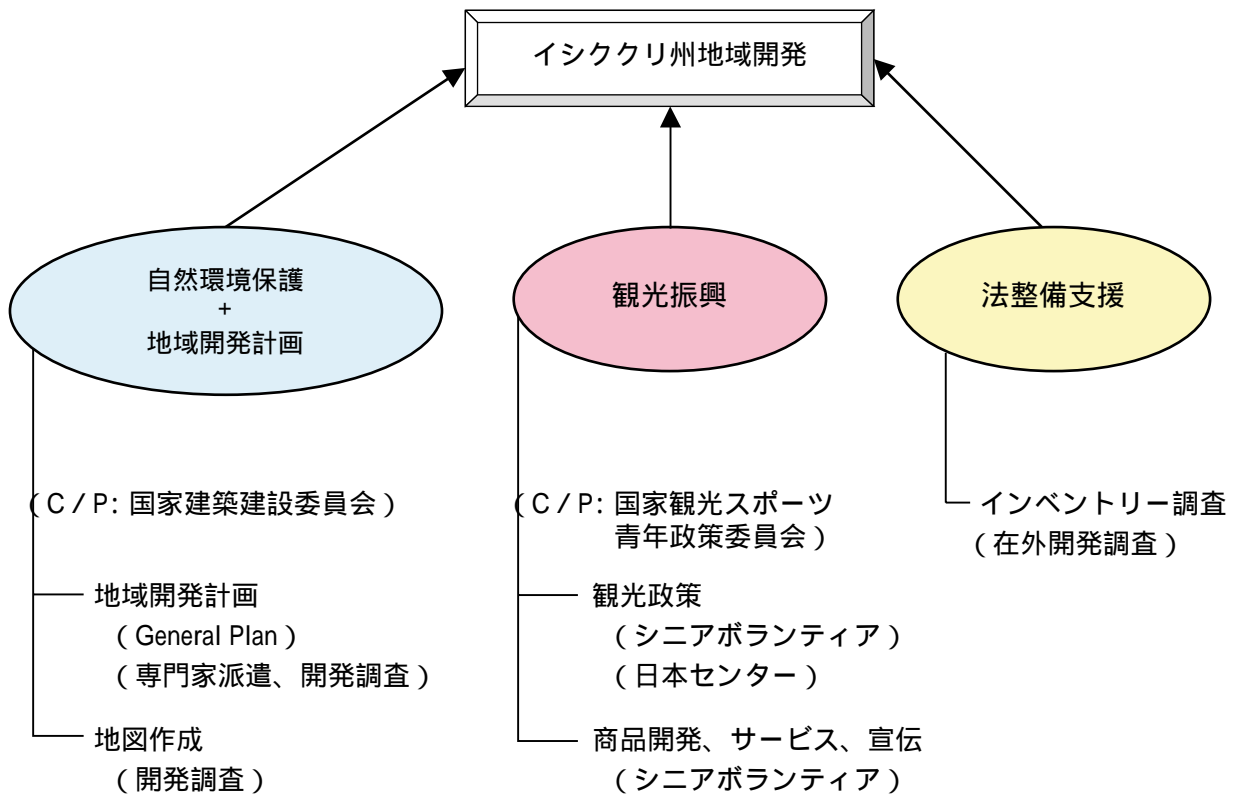 イシククリ州地域開発
自然環境保護
+
地域開発計画
(C/P: 国家建築建設委員会)
地域開発計画
(General Plan)
(専門家派遣、開発調査)
地図作成
(開発調査)
観光振興
(C/P: 国家観光スポーツ
青年政策委員会)
観光政策
(シニアボランティア)
(日本センター)
商品開発、サービス、宣伝
(シニアボランティア)
法整備支援
インベントリー調査
(在外開発調査)